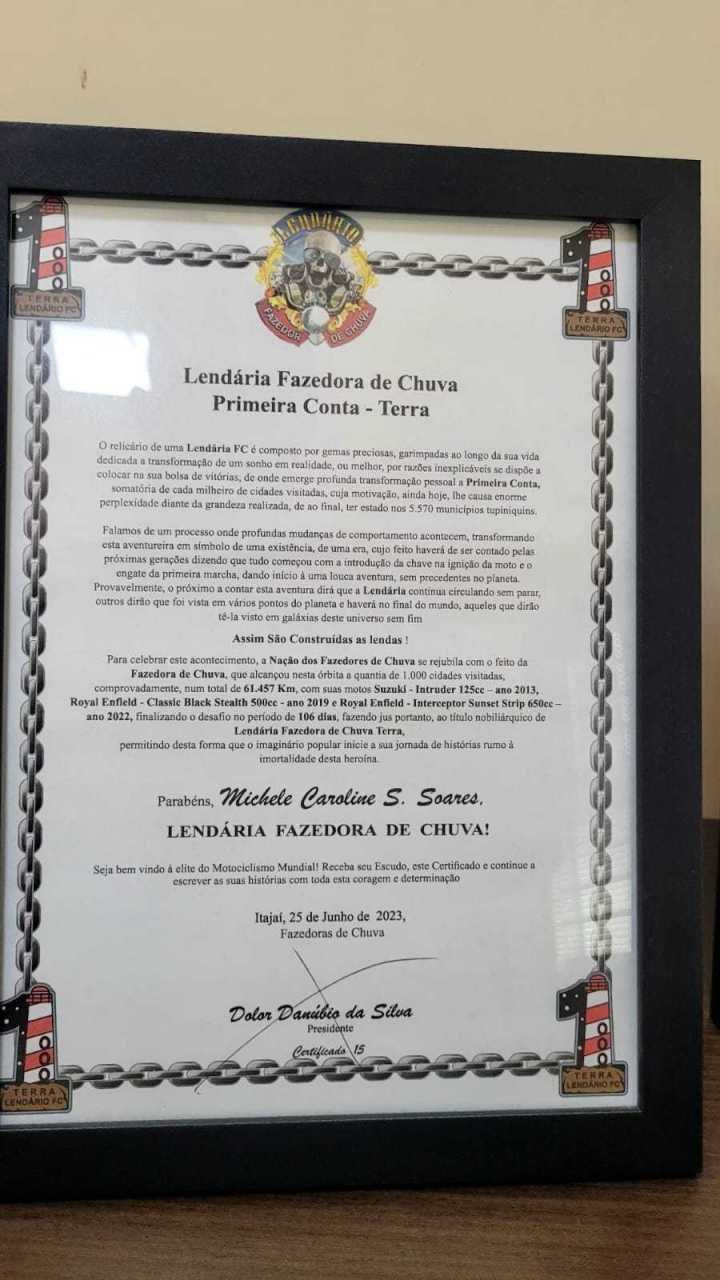 LENDÁRIO
FAZEDOR DE CHUVA
1000
TERRA
LENDÁRIO FC
1000
TERRA
LENDÁRIO FC
Lendária Fazedora de Chuva
Primeira Conta - Terra
O relicário de uma Lendária FC é composto por gemas preciosas, garimpadas ao longo da sua vida
dedicada a transformação de um sonho em realidade, ou melhor, por razões inexplicáveis se dispõe a
colocar na sua bolsa de vitórias, de onde emerge profunda transformação pessoal a Primeira Conta,
somatória de cada milheiro de cidades visitadas, cuja motivação, ainda hoje, lhe causa enorme
perplexidade diante da grandeza realizada, de ao final, ter estado nos 5.570 municípios tupiniquins.
Falamos de um processo onde profundas mudanças de comportamento acontecem, transformando
esta aventureira em símbolo de uma existência, de uma era, cujo feito haverá de ser contado pelas
próximas gerações dizendo que tudo começou com a introdução da chave na ignição da moto e o
engate da primeira marcha, dando início à uma louca aventura, sem precedentes no planeta.
Provavelmente, o próximo a contar esta aventura dirá que a Lendária continua circulando sem parar,
outros dirão que foi vista em vários pontos do planeta e haverá no final do mundo, aqueles que dirão
tê-la visto em galáxias deste universo sem fim
Assim São Construídas as lendas !
Para celebrar este acontecimento, a Nação dos Fazedores de Chuva se rejubila com o feito da
Fazedora de Chuva, que alcançou nesta órbita a quantia de 1.000 cidades visitadas,
comprovadamente, num total de 61.457 Km, com suas motos Suzuki - Intruder 125cc – ano 2013,
Royal Enfield - Classic Black Stealth 500cc - ano 2019 e Royal Enfield - Interceptor Sunset Strip 650cc –
ano 2022, finalizando o desafio no período de 106 dias, fazendo jus portanto, ao título nobiliárquico de
Lendária Fazedora de Chuva Terra,
permitindo desta forma que o imaginário popular inicie a sua jornada de histórias rumo à
imortalidade desta heroína.
Parabéns, Michele Caroline S. Soares,
LENDÁRIA FAZEDORA DE CHUVA!
Seja bem vindo à elite do Motociclismo Mundial! Receba seu Escudo, este Certificado e continue a
escrever as suas histórias com toda esta coragem e determinação
Itajaí, 25 de Junho de 2023,
Fazedoras de Chuva
Dolor Danúbio da Silva
Presidente
Certificado 15
1000
TERRA
LENDÁRIO FC
1000
TERRA
LENDÁRIO FC